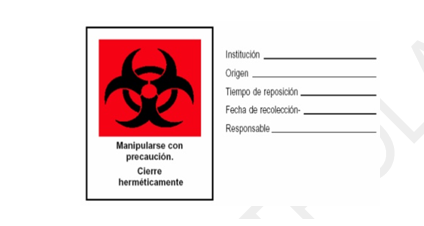 Manipularse con
precaución.
Cierre
herméticamente
Institución
Origen
Tiempo de reposición
Fecha de recolección-
Responsable